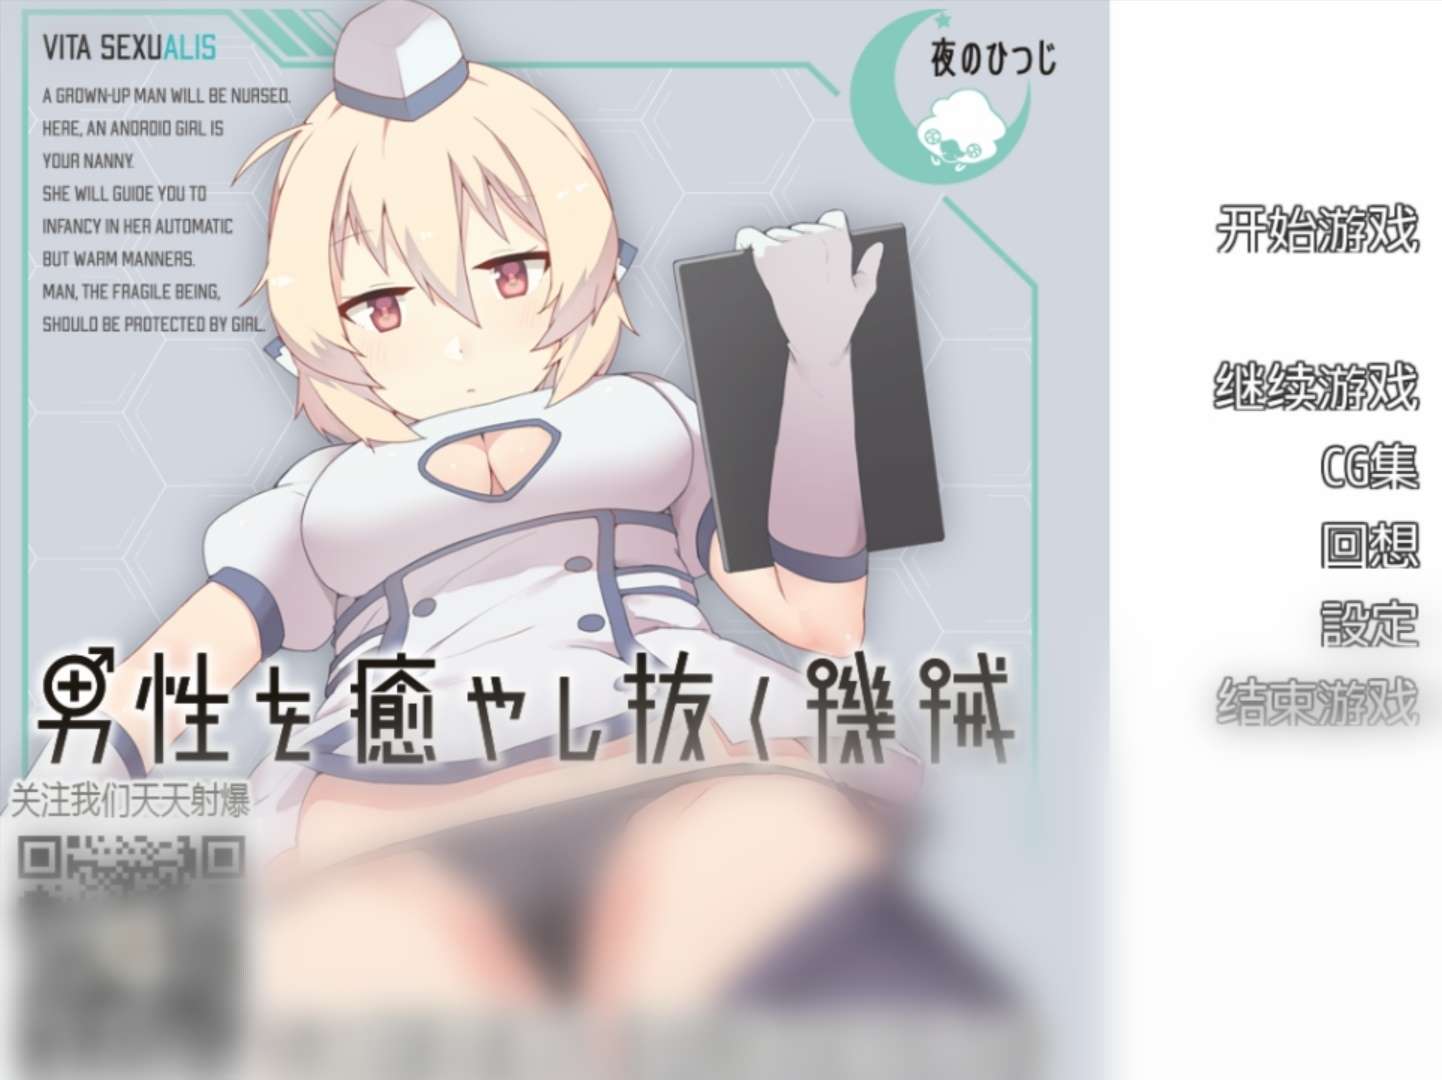 VITA SEXUALIS
A GROWN-UP MAN WILL BE NURSED.
HERE, AN ANDROID GIRL IS
YOUR NANNY.
SHE WILL GUIDE YOU TO
INFANCY IN HER AUTOMATIC
BUT WARM MANNERS.
MAN, THE FRAGILE BEING,
SHOULD BE PROTECTED BY GIRL.
夜のひつじ
开始游戏
继续游戏
CG集
回想
設定
结束游戏
男性を癒やし抜く機械
关注我们天天射爆